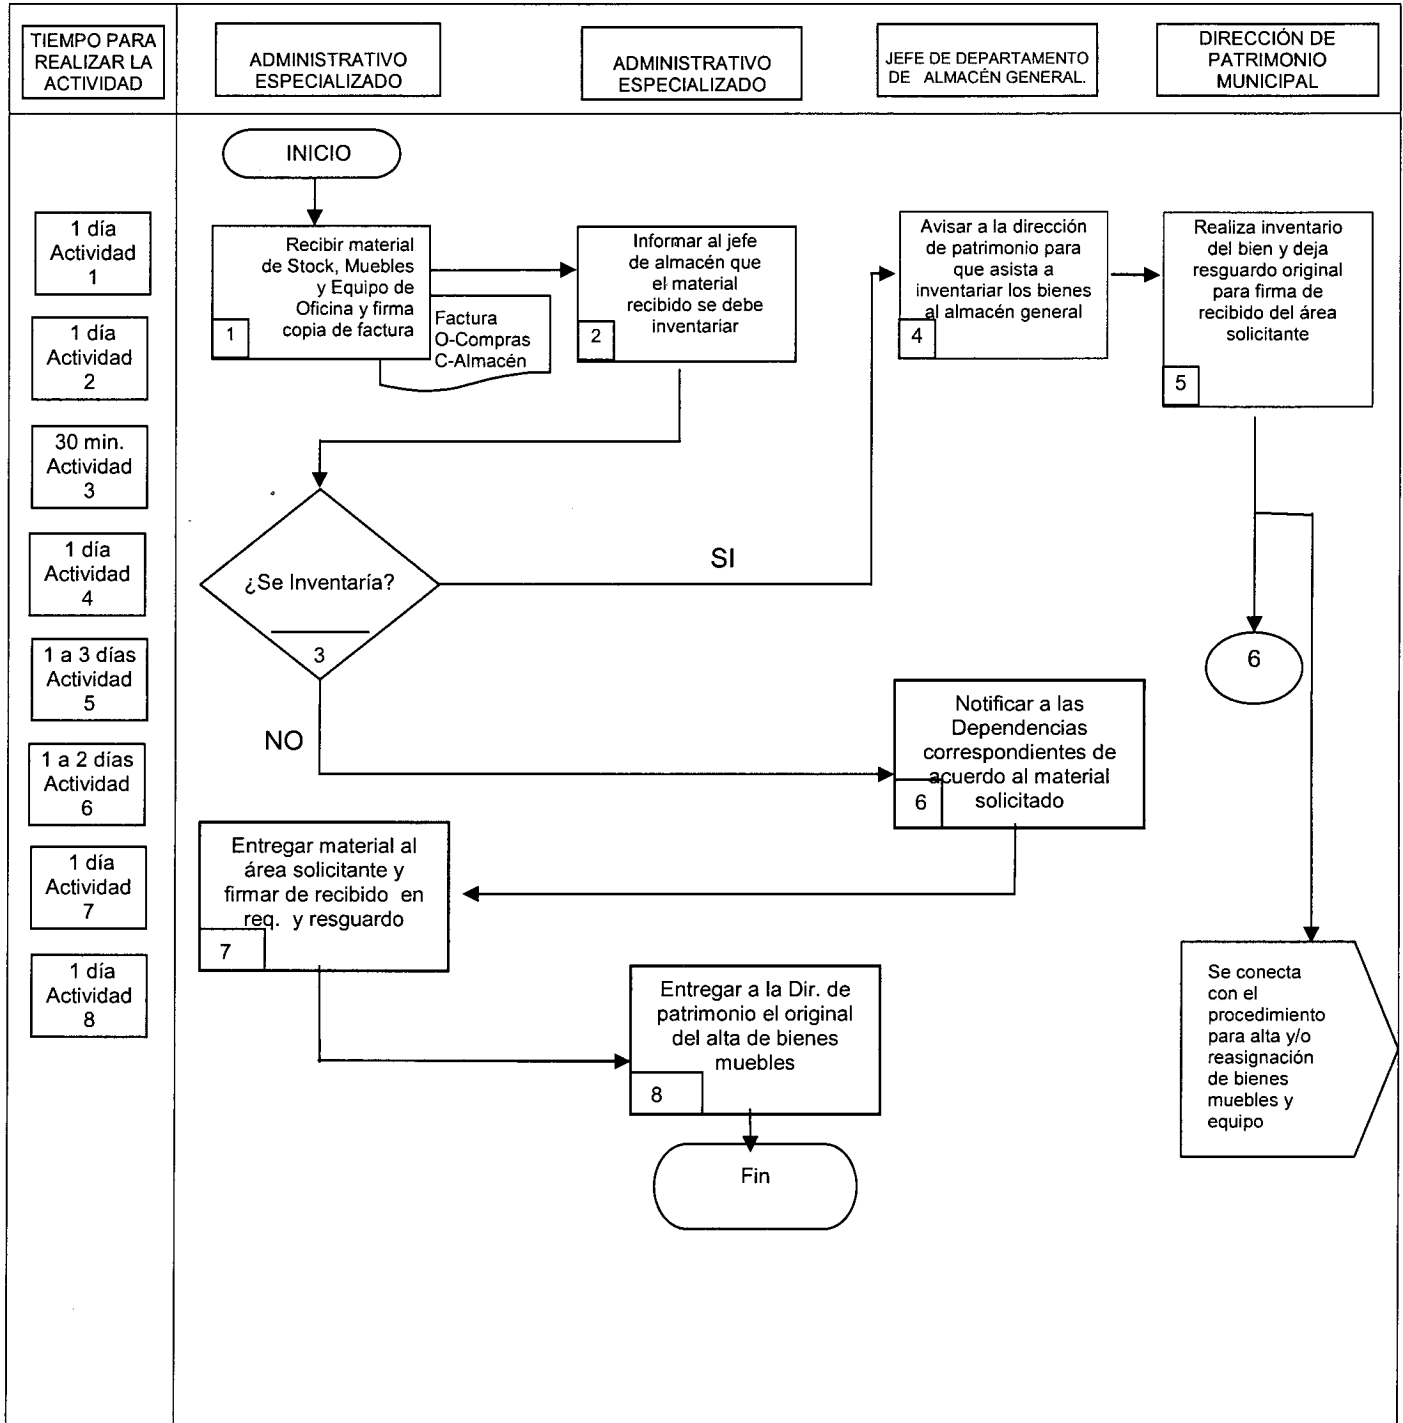 TIEMPO PARA
REALIZAR LA
ACTIVIDAD
ADMINISTRATIVO
ESPECIALIZADO
ADMINISTRATIVO
ESPECIALIZADO
JEFE DE DEPARTAMENTO
DE ALMACÉN GENERAL.
DIRECCIÓN DE
PATRIMONIO
MUNICIPAL
1 día
Actividad
1
1 día
Actividad
2
30 min.
Actividad
3
1 día
Actividad
4
1 a 3 días
Actividad
5
1 a 2 días
Actividad
6
1 día
Actividad
7
1 día
Actividad
8
INICIO
Recibir material
de Stock, Muebles
y Equipo de
Oficina y firma
copia de factura
1
Factura
O-Compras
C-Almacén
Informar al jefe
de almacén que
el material
recibido se debe
inventariar
2
¿Se Inventaría?
3
SI
NO
Avisar a la dirección
de patrimonio para
que asista a
inventariar los bienes
al almacén general
4
Realiza inventario
del bien y deja
resguardo original
para firma de
recibido del área
solicitante
5
6
Notificar a las
Dependencias
correspondientes de
acuerdo al material
solicitado
6
Entregar material al
área solicitante y
firmar de recibido en
req. y resguardo
7
Entregar a la Dir. de
patrimonio el original
del alta de bienes
muebles
8
Fin
Se conecta
con el
procedimiento
para alta y/o
reasignación
de bienes
muebles y
equipo